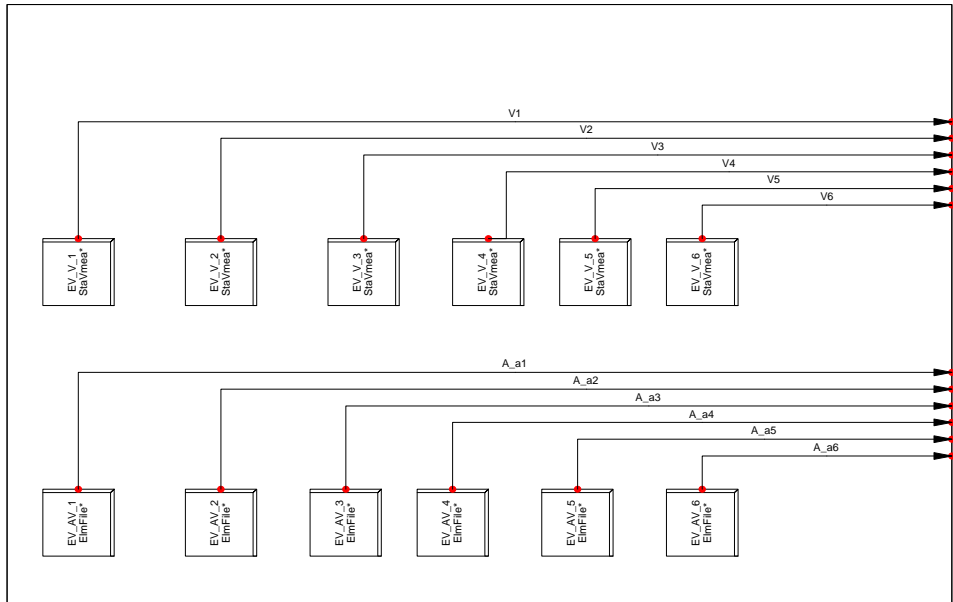 V1
V2
V3
V4
V5
V6
EV_V_1
StaVmea*
EV_V_2
StaVmea*
EV_V_3
StaVmea*
EV_V_4
StaVmea*
EV_V_5
StaVmea*
EV_V_6
StaVmea*
A_a1
A_a2
A_a3
A_a4
A_a5
A_a6
EV_AV_1
ElmFile*
EV_AV_2
ElmFile*
EV_AV_3
ElmFile*
EV_AV_4
ElmFile*
EV_AV_5
ElmFile*
EV_AV_6
ElmFile*